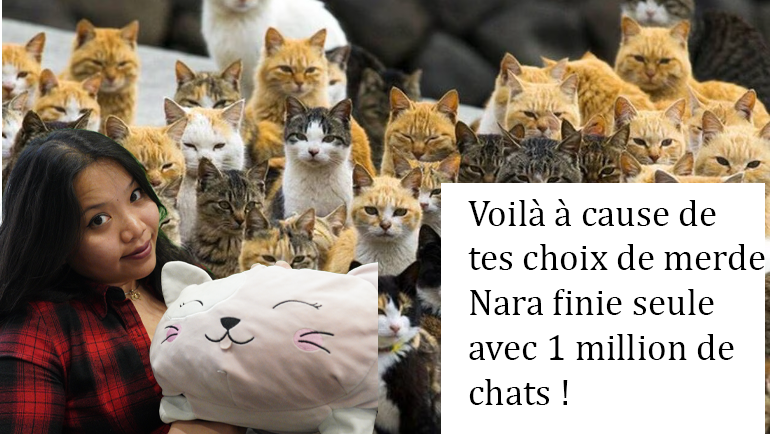 Voilà à cause de
tes choix de merde
Nara finie seule
avec 1 million de
chats !